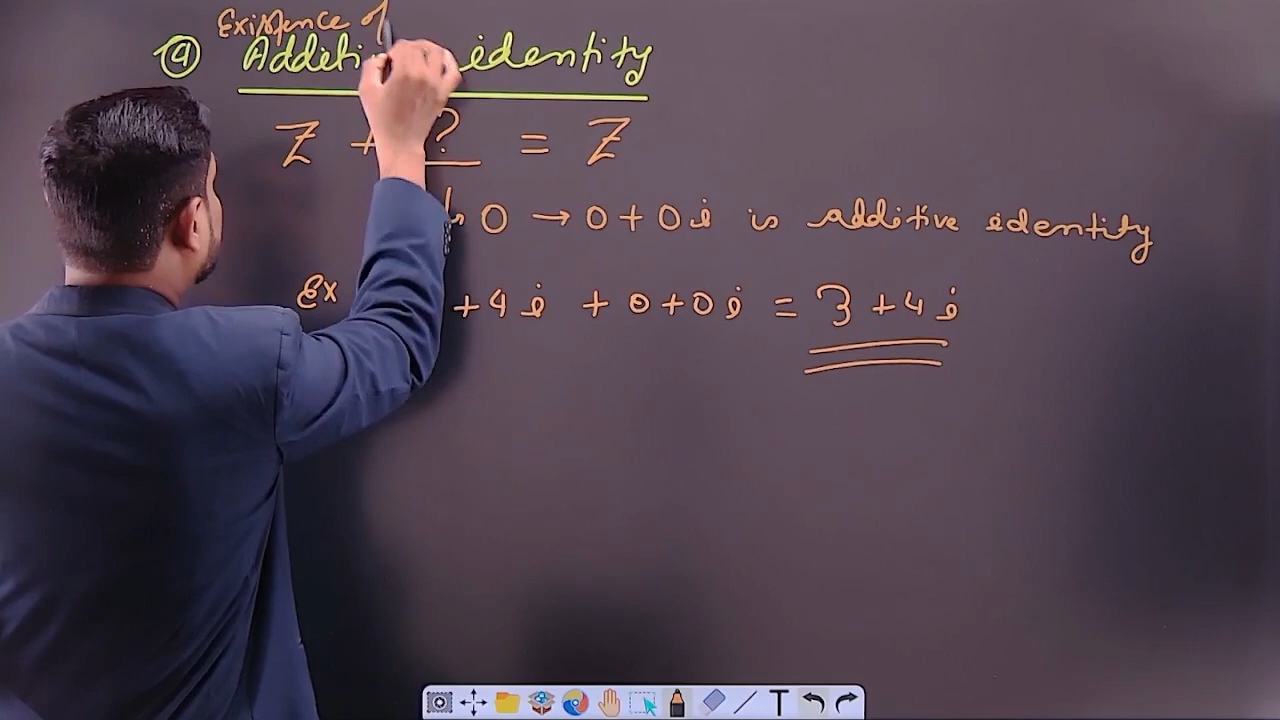 Existence of
④ Additi identity
Z + ? = Z
↳ 0 → 0 + 0i is additive identity
Ex +4i + 0+0i = 3+4i
T